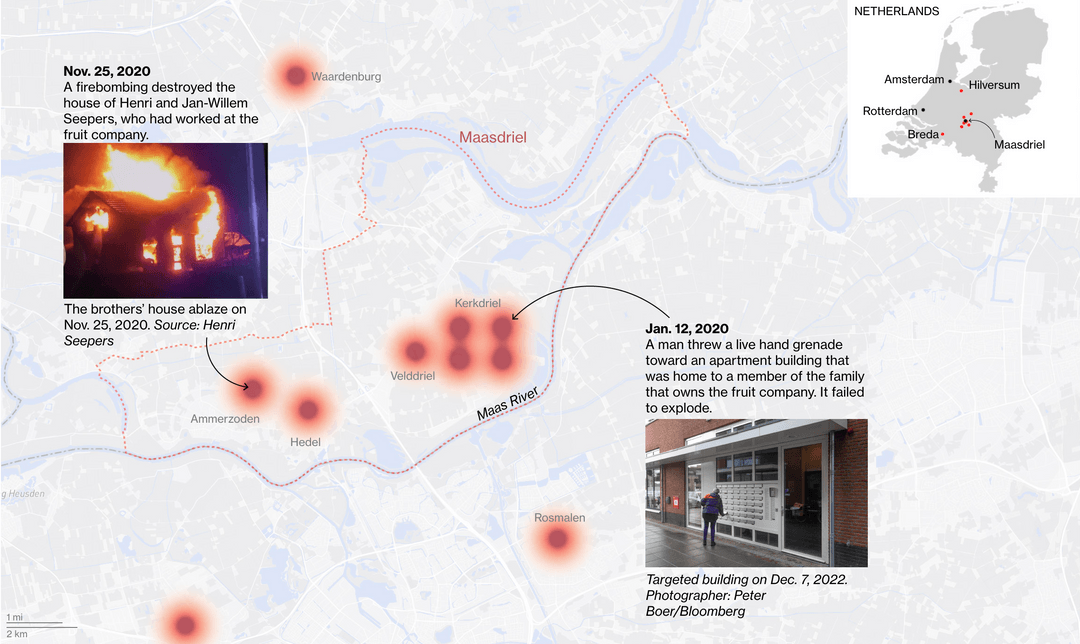 NETHERLANDS
Amsterdam
Hilversum
Rotterdam
Breda
Maasdriel
Nov. 25, 2020
A firebombing destroyed the
house of Henri and Jan-Willem
Seepers, who had worked at the
fruit company.
Waardenburg
Maasdriel
The brothers’ house ablaze on
Nov. 25, 2020. Source: Henri
Seepers
Kerkdriel
Velddriel
Ammerzoden
Hedel
Maas River
Jan. 12, 2020
A man threw a live hand grenade
toward an apartment building that
was home to a member of the family
that owns the fruit company. It failed
to explode.
g Heusden
Rosmalen
Targeted building on Dec. 7, 2022.
Photographer: Peter
Boer/Bloomberg
1 mi
2 km